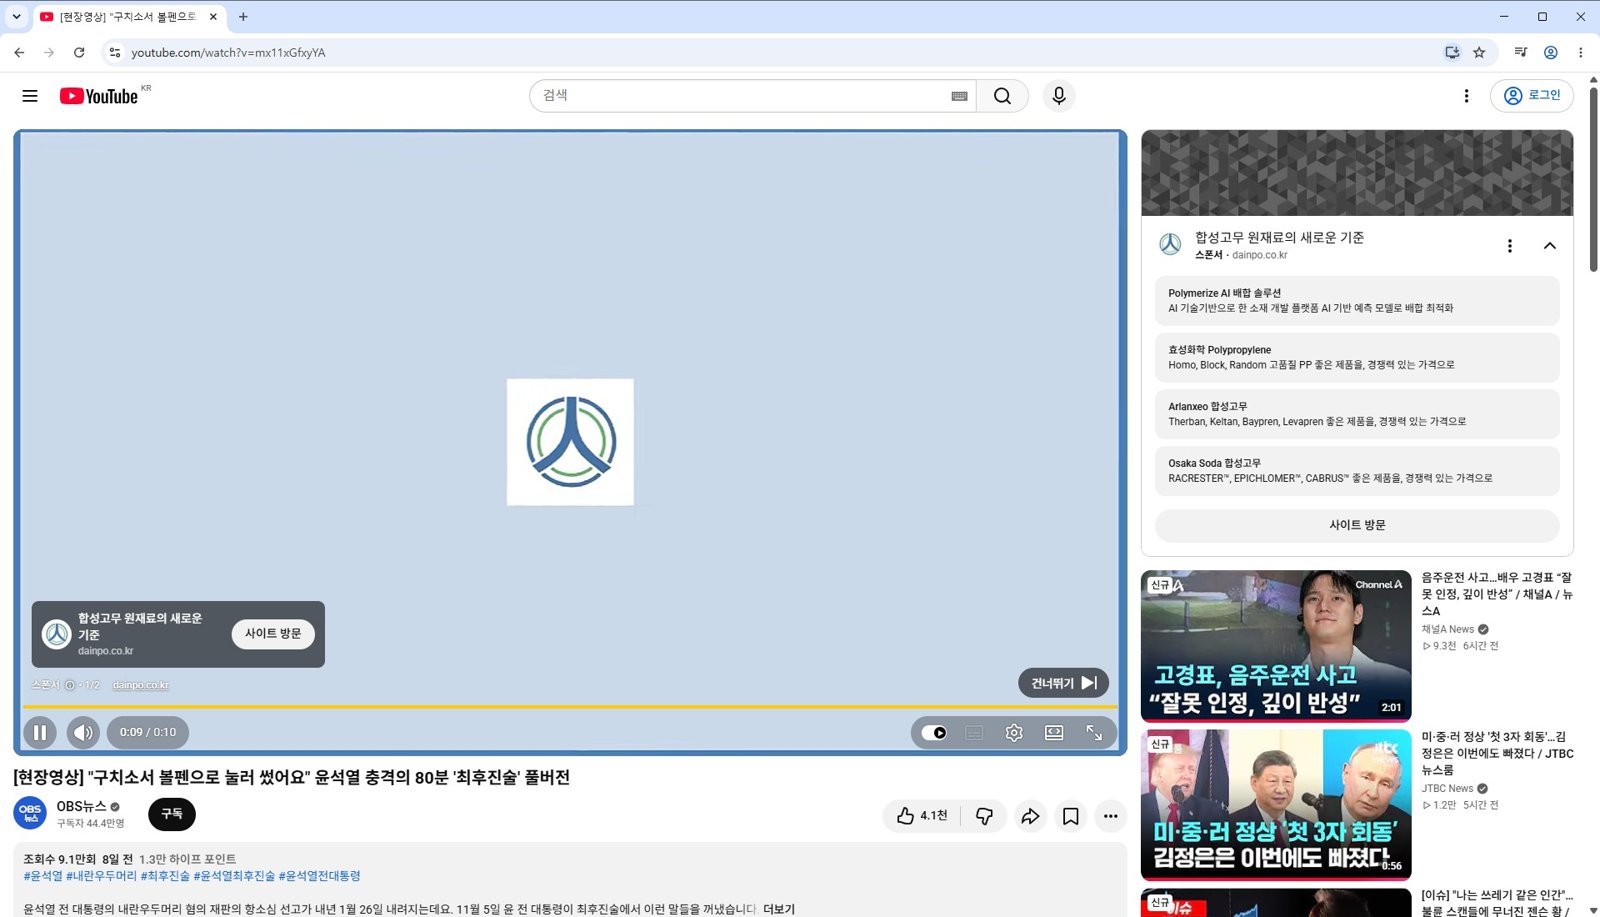 [현장영상] "구치소서 볼펜으로
youtube.com/watch?v=mx11xGfxyYA
YouTube KR
검색
로그인
합성고무 원재료의 새로운 기준
dainpo.co.kr
사이트 방문
스폰서 · 1/2 dainpo.co.kr
건너뛰기
0:09 / 0:10
[현장영상] "구치소서 볼펜으로 눌러 썼어요" 윤석열 충격의 80분 '최후진술' 풀버전
OBS 뉴스
OBS뉴스
구독자 44.4만명
구독
4.1천
조회수 9.1만회 8일 전 1.3만 하이프 포인트
#윤석열 #내란우두머리 #최후진술 #윤석열최후진술 #윤석열전대통령
윤석열 전 대통령의 내란우두머리 혐의 재판의 항소심 선고가 내년 1월 26일 내려지는데요. 11월 5일 윤 전 대통령이 최후진술에서 이런 말들을 꺼냈습니다. 더보기
합성고무 원재료의 새로운 기준
스폰서 · dainpo.co.kr
Polymerize AI 배합 솔루션
AI 기술기반으로 한 소재 개발 플랫폼 AI 기반 예측 모델로 배합 최적화
효성화학 Polypropylene
Homo, Block, Random 고품질 PP 좋은 제품을, 경쟁력 있는 가격으로
Arlanxeo 합성고무
Therban, Keltan, Baypren, Levapren 좋은 제품을, 경쟁력 있는 가격으로
Osaka Soda 합성고무
RACRESTER™, EPICHLOMER™, CABRUS™ 좋은 제품을, 경쟁력 있는 가격으로
사이트 방문
신규
Channel A
고경표, 음주운전 사고
“잘못 인정, 깊이 반성”
2:01
음주운전 사고…배우 고경표 “잘
못 인정, 깊이 반성” / 채널A / 뉴
스A
채널A News
9.3천 6시간 전
신규
jtbc
news
미·중·러 정상 '첫 3자 회동'
김정은은 이번에도 빠졌다
0:56
미·중·러 정상 '첫 3자 회동'…김
정은은 이번에도 빠졌다 / JTBC
뉴스룸
JTBC News
1.2만 5시간 전
신규
이슈
[이슈] "나는 쓰레기 같은 인간"…
불륜 스캔들에 무너진 젠슨 황 /